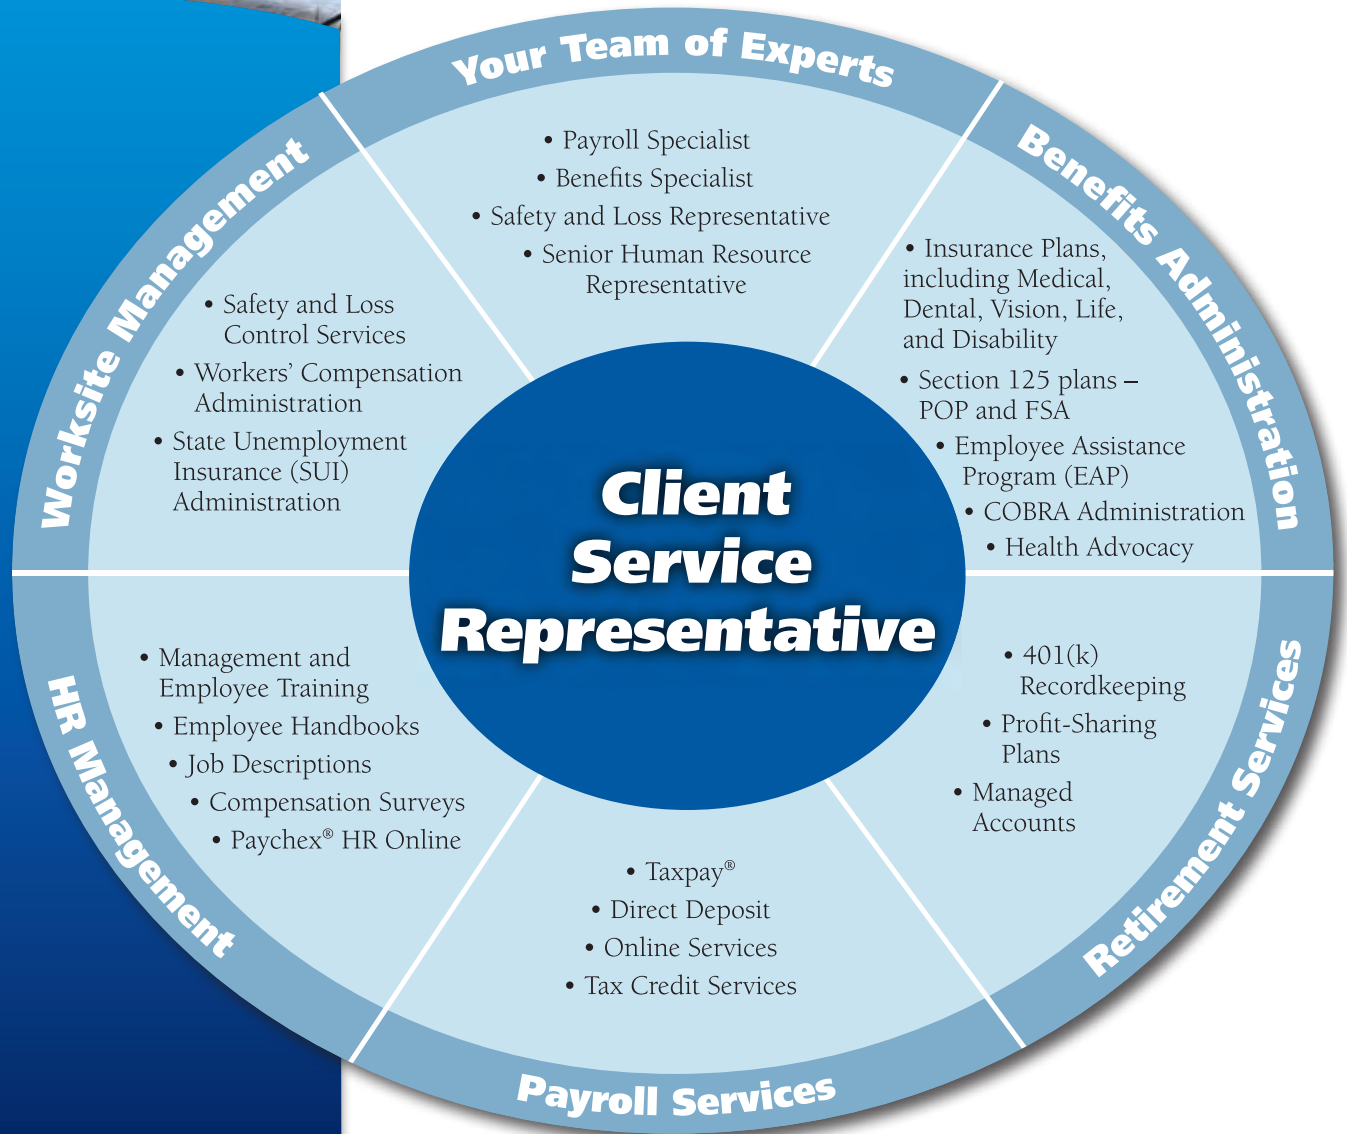 Your Team of Experts
• Payroll Specialist
• Benefits Specialist
• Safety and Loss Representative
• Senior Human Resource
Representative
Benefits Administration
• Insurance Plans,
including Medical,
Dental, Vision, Life,
and Disability
• Section 125 plans –
POP and FSA
• Employee Assistance
Program (EAP)
• COBRA Administration
• Health Advocacy
Retirement Services
• 401(k)
Recordkeeping
• Profit-Sharing
Plans
• Managed
Accounts
Payroll Services
• Taxpay®
• Direct Deposit
• Online Services
• Tax Credit Services
HR Management
• Management and
Employee Training
• Employee Handbooks
• Job Descriptions
• Compensation Surveys
• Paychex® HR Online
Worksite Management
• Safety and Loss
Control Services
• Workers’ Compensation
Administration
• State Unemployment
Insurance (SUI)
Administration
Client
Service
Representative